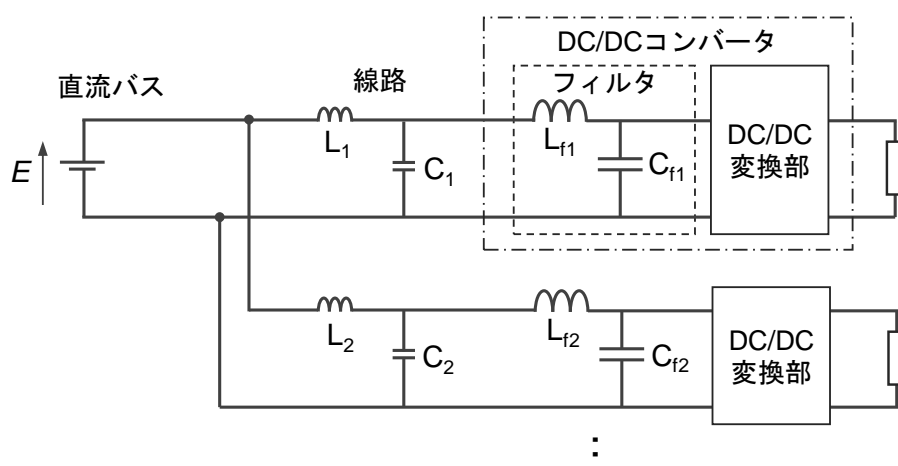 DC/DCコンバータ
直流バス
線路
フィルタ
L1
Lf1
C1
Cf1
DC/DC
変換部
E
L2
Lf2
C2
Cf2
DC/DC
変換部
: